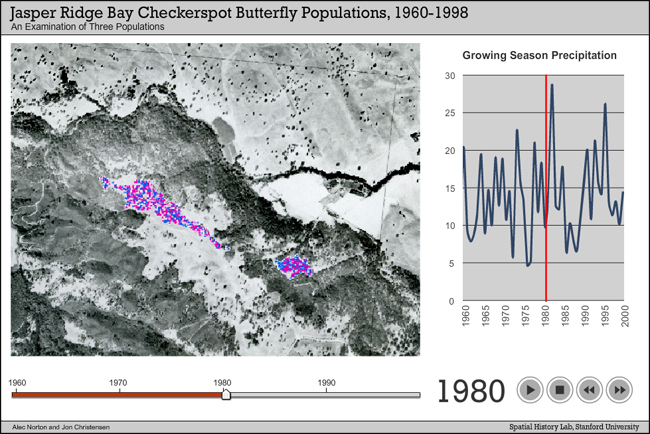 Jasper Ridge Bay Checkerspot Butterfly Populations, 1960-1998
An Examination of Three Populations
Growing Season Precipitation
30
25
20
15
10
5
0
1960 1965 1970 1975 1980 1985 1990 1995 2000
1960 1970 1980 1990
1980
Alec Norton and Jon Christensen
Spatial History Lab, Stanford University